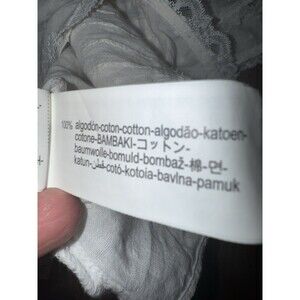 100% algodón-coton-cotton-algodão-katoen-
cotone-BAMBAKI-コットン-
baumwolle-bomuld-bombaž-棉-면-
katun-قطن-cotó-kotoia-bavlna-pamuk